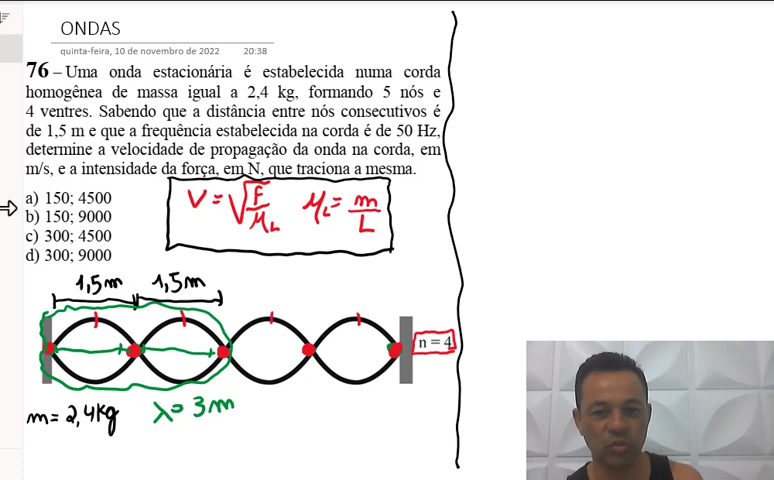 ONDAS
quinta-feira, 10 de novembro de 2022 20:38
76 – Uma onda estacionária é estabelecida numa corda
homogênea de massa igual a 2,4 kg, formando 5 nós e
4 ventres. Sabendo que a distância entre nós consecutivos é
de 1,5 m e que a frequência estabelecida na corda é de 50 Hz,
determine a velocidade de propagação da onda na corda, em
m/s, e a intensidade da força, em N, que traciona a mesma.
a) 150; 4500
b) 150; 9000
c) 300; 4500
d) 300; 9000
V = √F/μL μL = m/L
1,5m 1,5m
n = 4
m = 2,4kg λ = 3m